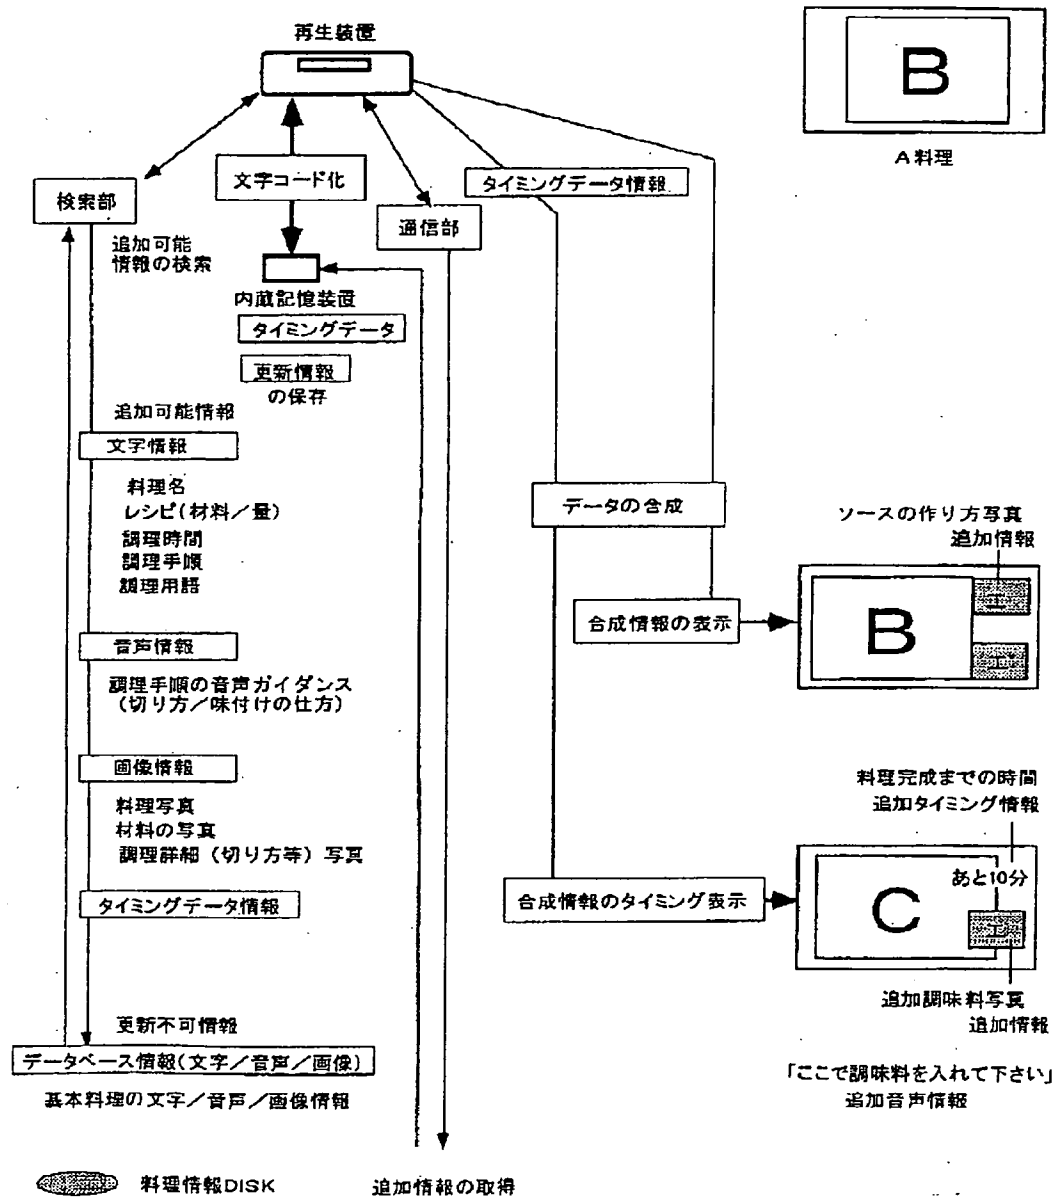 再生装置
B
A料理
文字コード化
タイミングデータ情報
検索部
通信部
追加可能
情報の検索
内蔵記憶装置
タイミングデータ
更新情報
の保存
追加可能情報
文字情報
料理名
レシピ(材料／量)
調理時間
調理手順
調理用語
データの合成
ソースの作り方写真
追加情報
合成情報の表示
B
音声情報
調理手順の音声ガイダンス
(切り方／味付けの仕方)
画像情報
料理写真
材料の写真
調理詳細（切り方等）写真
料理完成までの時間
追加タイミング情報
タイミングデータ情報
合成情報のタイミング表示
あと10分
C
追加調味料写真
追加情報
更新不可情報
データベース情報(文字／音声／画像)
基本料理の文字／音声／画像情報
「ここで調味料を入れて下さい」
追加音声情報
料理情報DISK
追加情報の取得